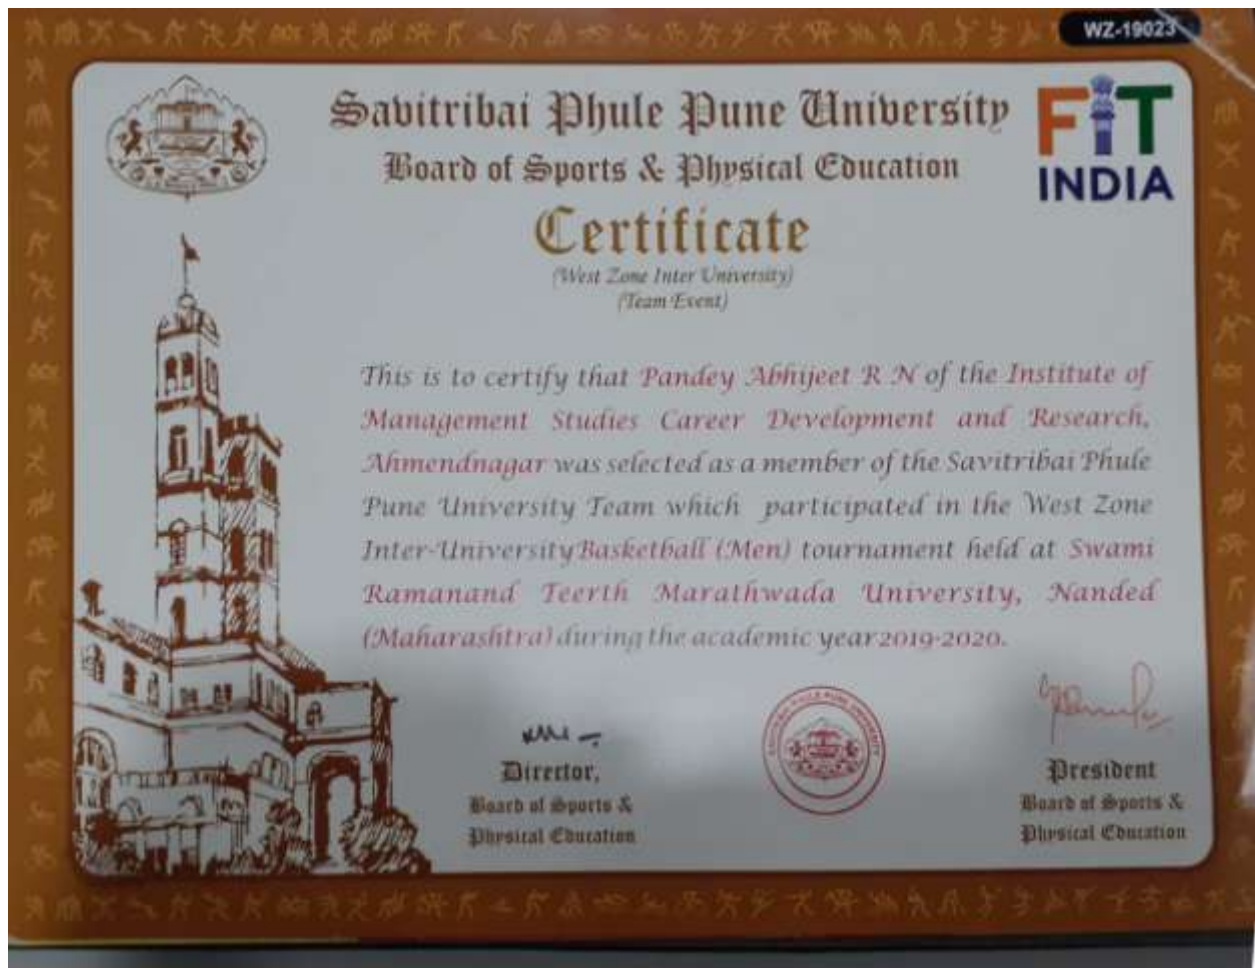 WZ-19023
Savitribai Phule Pune University
Board of Sports & Physical Education
FIT
INDIA
Certificate
(West Zone Inter University)
(Team Event)
This is to certify that Pandey Abhijeet R N of the Institute of
Management Studies Career Development and Research,
Ahmendnagar was selected as a member of the Savitribai Phule
Pune University Team which participated in the West Zone
Inter-University Basketball (Men) tournament held at Swami
Ramanand Teerth Marathwada University, Nanded
(Maharashtra) during the academic year 2019-2020.
Director,
Board of Sports &
Physical Education
SAVITRIBAI PHULE PUNE UNIVERSITY
President
Board of Sports &
Physical Education